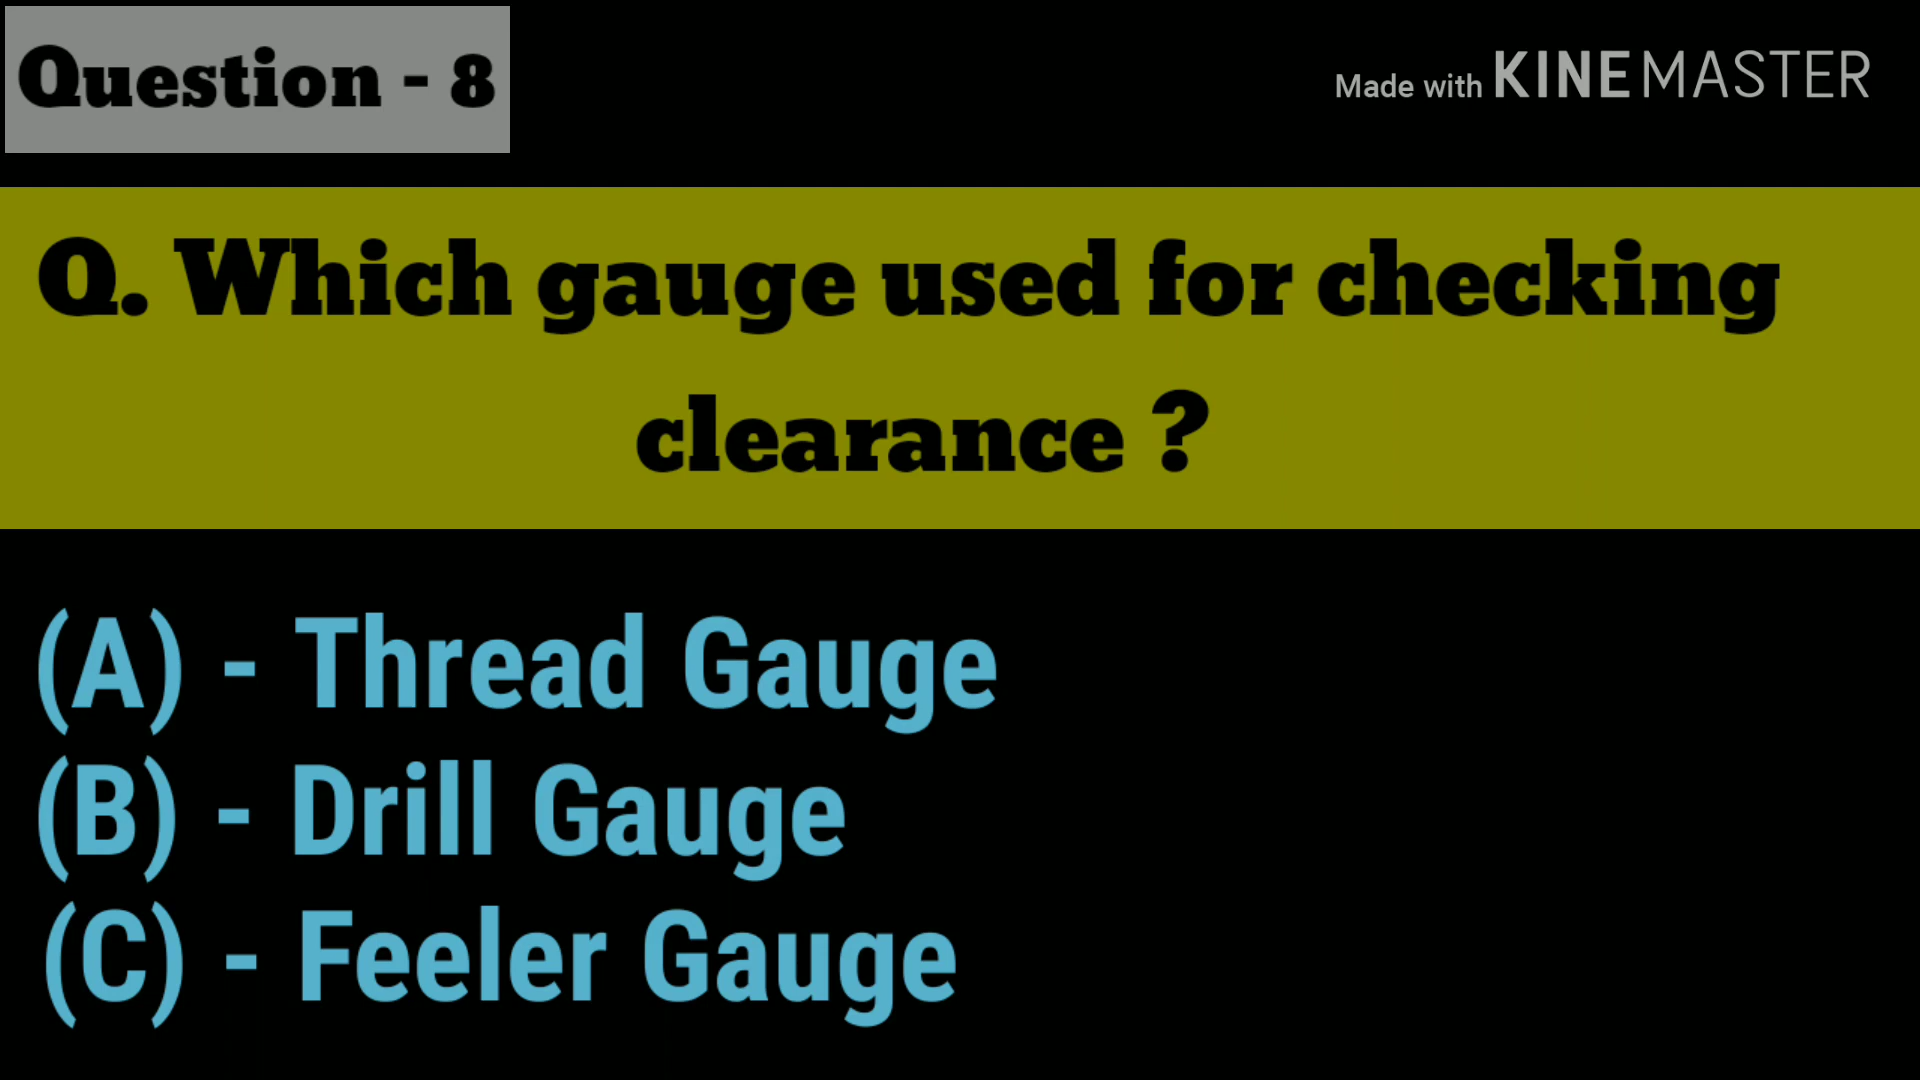 Question - 8
Made with KINEMASTER
Q. Which gauge used for checking
clearance ?
(A) - Thread Gauge
(B) - Drill Gauge
(C) - Feeler Gauge